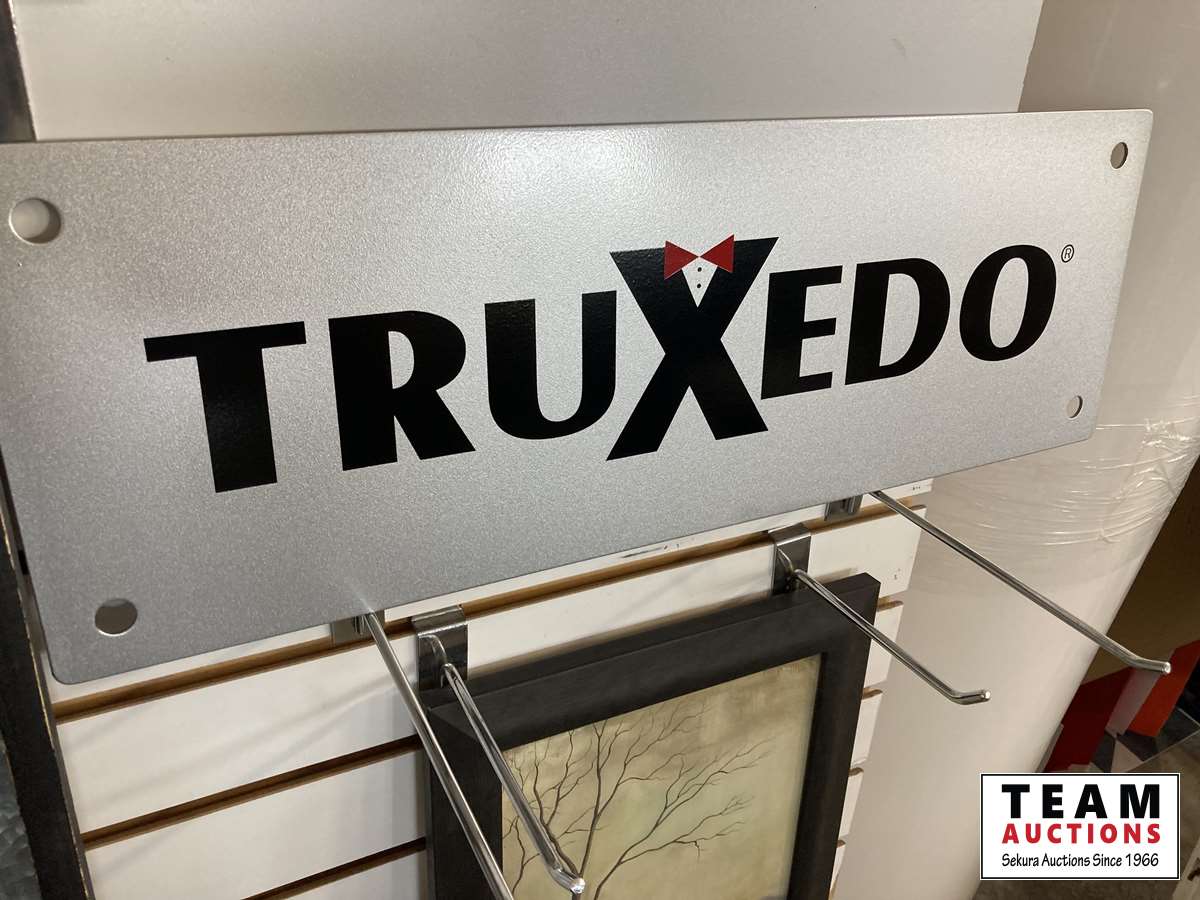 TRUXEDO®
TEAM
AUCTIONS
Sekura Auctions Since 1966